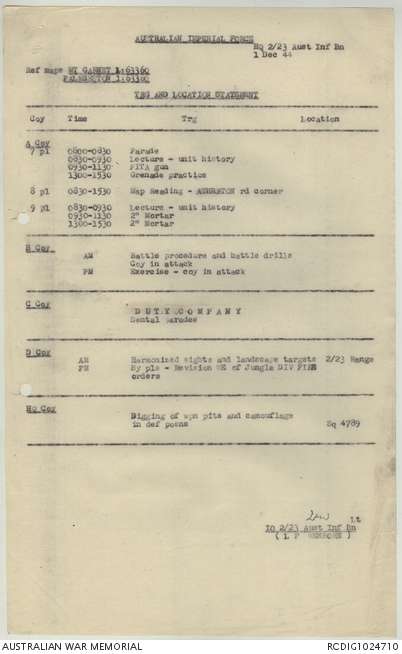 AUSTRALIAN IMPERIAL FORCE
HQ 2/23 Aust Inf Bn
1 Dec 44
Ref maps MT GARNET 1:63360
1:63360
TRG AND LOCATION STATEMENT
Coy Time Trg Location
A Coy
7 pl 0800-0830 Parade
0830-0930 Lecture - unit history
0930-1130 PITA gun
1300-1530 Grenade practice
8 pl 0830-1530 Map Reading - ATHERTON rd corner
9 pl 0830-0930 Lecture - unit history
0930-1130 2" Mortar
1300-1530 2" Mortar
B Coy
AM Battle procedure and battle drills
Coy in attack
PM Exercise - coy in attack
C Coy
DUTY COMPANY
Dental parades
D Coy
AM Harmonized sights and landscape targets 2/23 Range
PM By pls - Revision WE of Jungle DIV FIRE
orders
HQ Coy
Digging of wpn pits and camouflage
in def posns Sq 4789
Lt
IO 2/23 Aust Inf Bn
AUSTRALIAN WAR MEMORIAL
RCDIG1024710